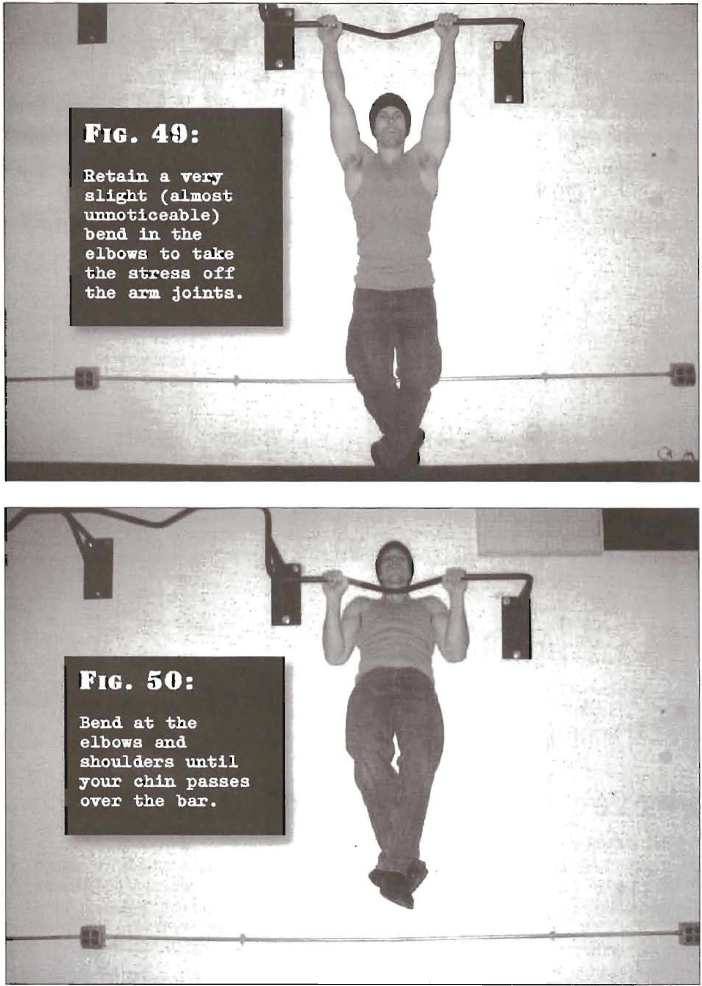 FIG. 49:
Retain a very
slight (almost
unnoticeable)
bend in the
elbows to take
the stress off
the arm joints.
FIG. 50:
Bend at the
elbows and
shoulders until
your chin passes
over the bar.